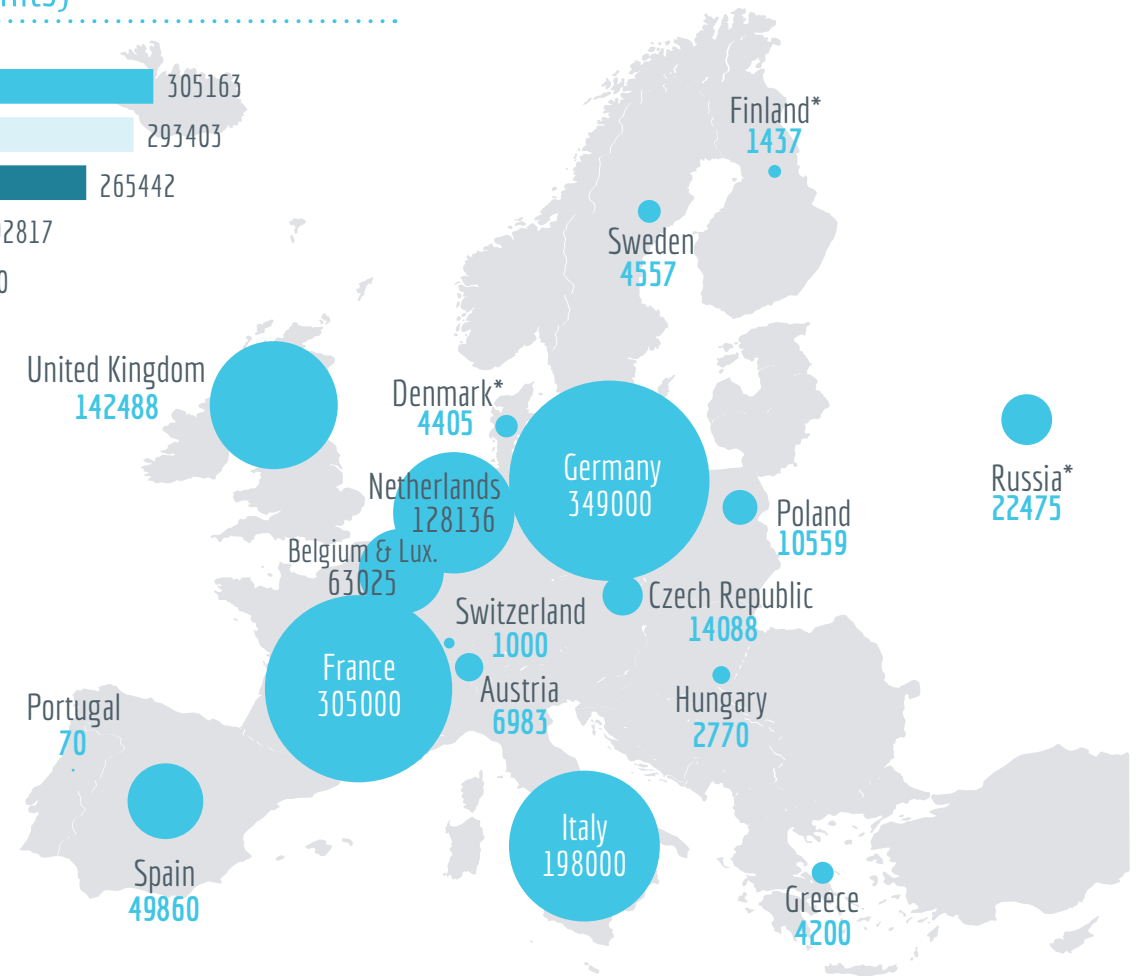 305163
293403
265442
Finland*
1437
Sweden
4557
United Kingdom
142488
Denmark*
4405
Germany
349000
Netherlands
128136
Russia*
22475
Poland
10559
Belgium & Lux.
63025
Czech Republic
14088
Switzerland
1000
France
305000
Austria
6983
Hungary
2770
Portugal
70
Italy
198000
Spain
49860
Greece
4200